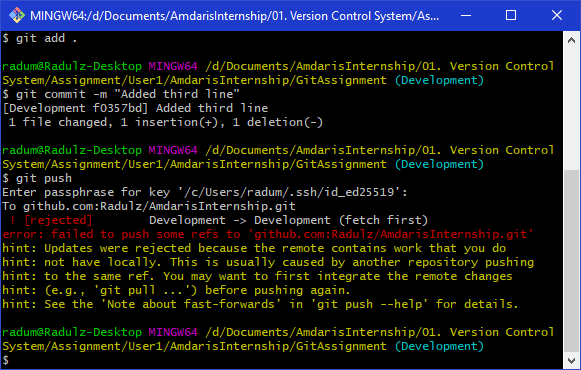 MINGW64:/d/Documents/AmdarisInternship/01. Version Control System/As...
$ git add .
radum@Radulz-Desktop MINGW64 /d/Documents/AmdarisInternship/01. Version Control
System/Assignment/User1/AmdarisInternship/GitAssignment (Development)
$ git commit -m "Added third line"
[Development f0357bd] Added third line
1 file changed, 1 insertion(+), 1 deletion(-)
radum@Radulz-Desktop MINGW64 /d/Documents/AmdarisInternship/01. Version Control
System/Assignment/User1/AmdarisInternship/GitAssignment (Development)
$ git push
Enter passphrase for key '/c/Users/radum/.ssh/id_ed25519':
To github.com:Radulz/AmdarisInternship.git
! [rejected]        Development -> Development (fetch first)
error: failed to push some refs to 'github.com:Radulz/AmdarisInternship.git'
hint: Updates were rejected because the remote contains work that you do
hint: not have locally. This is usually caused by another repository pushing
hint: to the same ref. You may want to first integrate the remote changes
hint: (e.g., 'git pull ...') before pushing again.
hint: See the 'Note about fast-forwards' in 'git push --help' for details.
radum@Radulz-Desktop MINGW64 /d/Documents/AmdarisInternship/01. Version Control
System/Assignment/User1/AmdarisInternship/GitAssignment (Development)
$